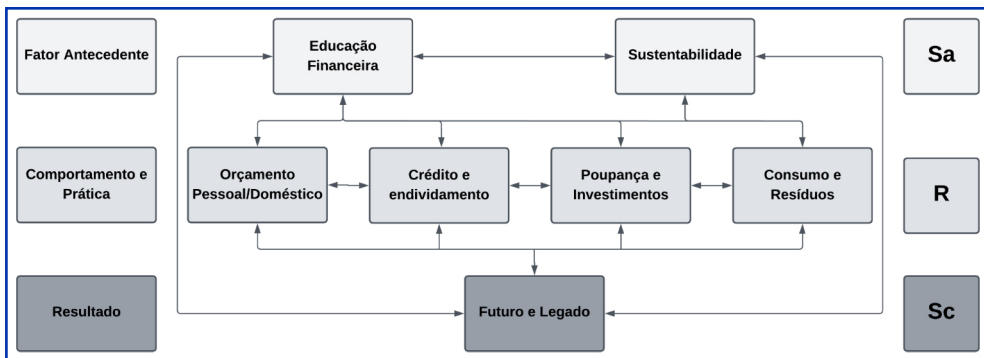 Fator Antecedente
Educação
Financeira
Sustentabilidade
Sa
Comportamento e
Prática
Orçamento
Pessoal/Doméstico
Crédito e
endividamento
Poupança e
Investimentos
Consumo e
Resíduos
R
Resultado
Futuro e Legado
Sc